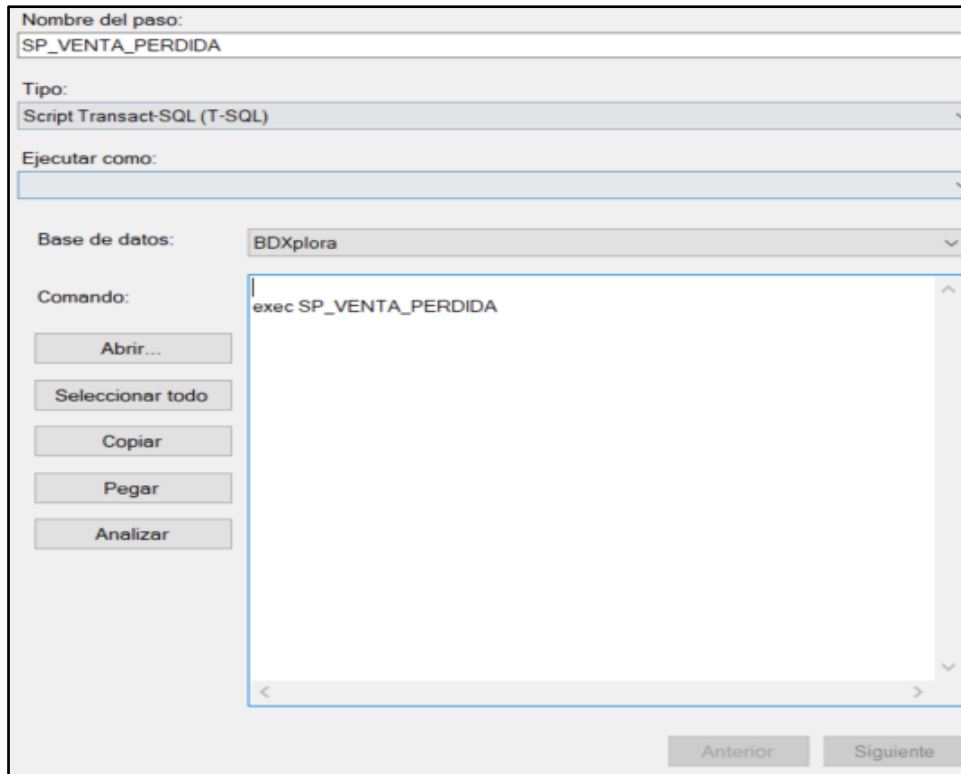 Nombre del paso:
SP_VENTA_PERDIDA
Tipo:
Script Transact-SQL (T-SQL)
Ejecutar como:
Base de datos:
BDXplora
Comando:
exec SP_VENTA_PERDIDA
Abrir...
Seleccionar todo
Copiar
Pegar
Analizar
Anterior
Siguiente